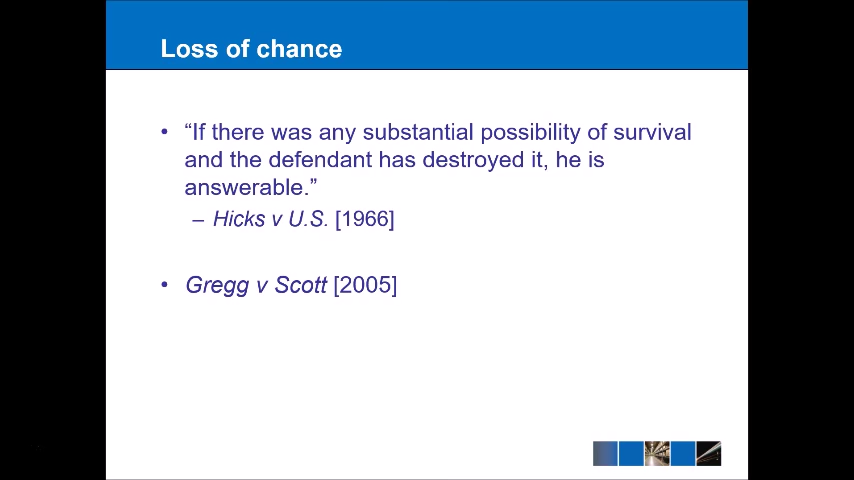 Loss of chance
• “If there was any substantial possibility of survival
and the defendant has destroyed it, he is
answerable.”
– Hicks v U.S. [1966]
• Gregg v Scott [2005]